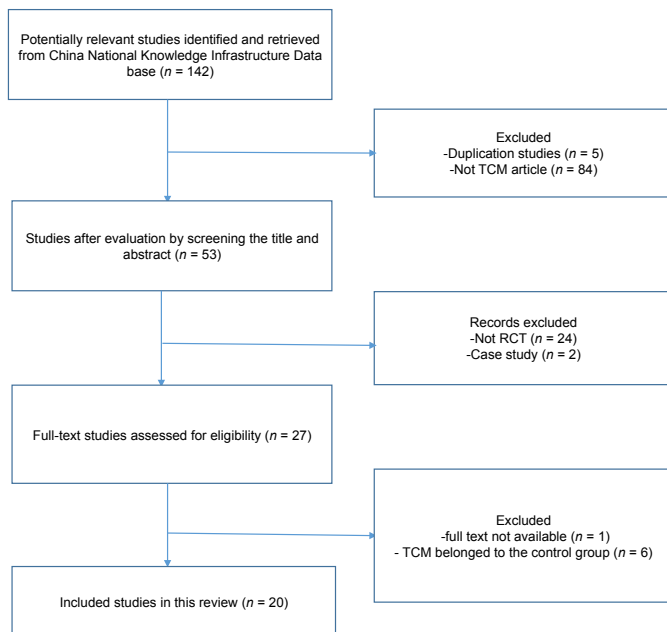 Potentially relevant studies identified and retrieved
from China National Knowledge Infrastructure Data
base (n = 142)
Excluded
-Duplication studies (n = 5)
-Not TCM article (n = 84)
Studies after evaluation by screening the title and
abstract (n = 53)
Records excluded
-Not RCT (n = 24)
-Case study (n = 2)
Full-text studies assessed for eligibility (n = 27)
Excluded
-full text not available (n = 1)
- TCM belonged to the control group (n = 6)
Included studies in this review (n = 20)